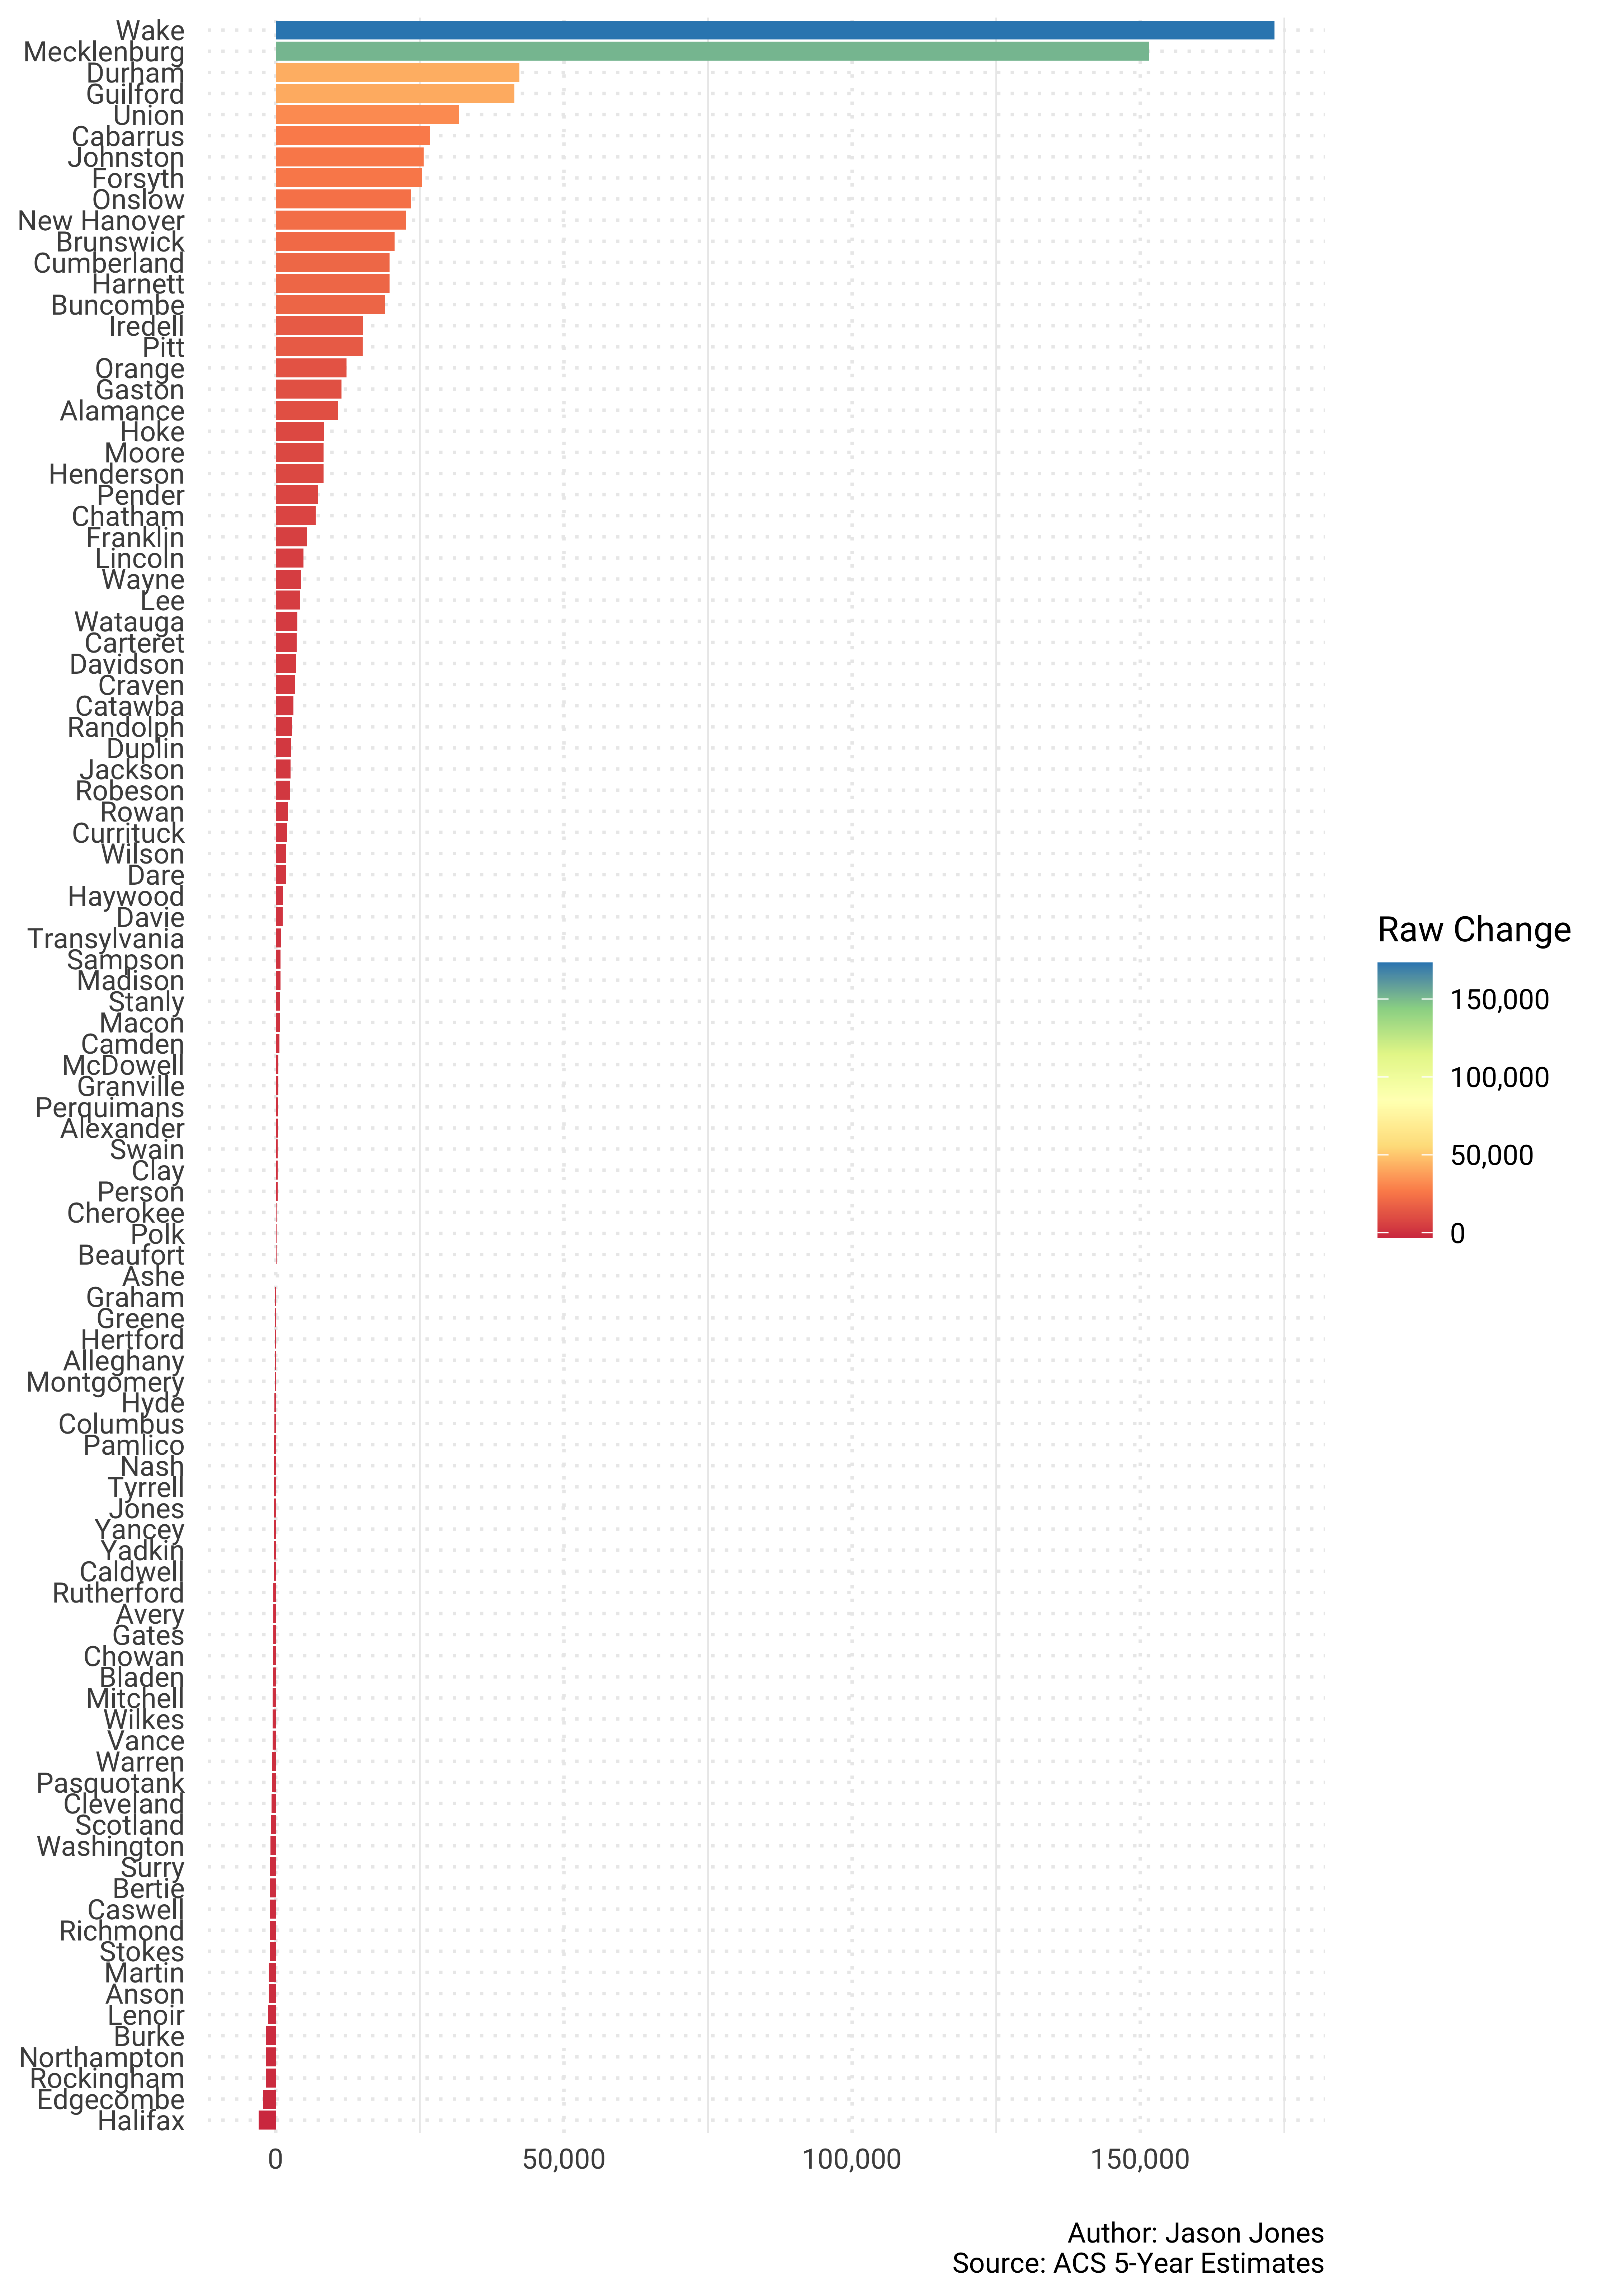 Wake
Mecklenburg
Durham
Guilford
Union
Cabarrus
Johnston
Forsyth
Onslow
New Hanover
Brunswick
Cumberland
Harnett
Buncombe
Iredell
Pitt
Orange
Gaston
Alamance
Hoke
Moore
Henderson
Pender
Chatham
Franklin
Lincoln
Wayne
Lee
Watauga
Carteret
Davidson
Craven
Catawba
Randolph
Duplin
Jackson
Robeson
Rowan
Currituck
Wilson
Dare
Haywood
Davie
Transylvania
Sampson
Madison
Stanly
Macon
Camden
McDowell
Granville
Perquimans
Alexander
Swain
Clay
Person
Cherokee
Polk
Beaufort
Ashe
Graham
Greene
Hertford
Alleghany
Montgomery
Hyde
Columbus
Pamlico
Nash
Tyrrell
Jones
Yancey
Yadkin
Caldwell
Rutherford
Avery
Gates
Chowan
Bladen
Mitchell
Wilkes
Vance
Warren
Pasquotank
Cleveland
Scotland
Washington
Surry
Bertie
Caswell
Richmond
Stokes
Martin
Anson
Lenoir
Burke
Northampton
Rockingham
Edgecombe
Halifax
0 50,000 100,000 150,000
Raw Change
150,000
100,000
50,000
0
Author: Jason Jones
Source: ACS 5-Year Estimates